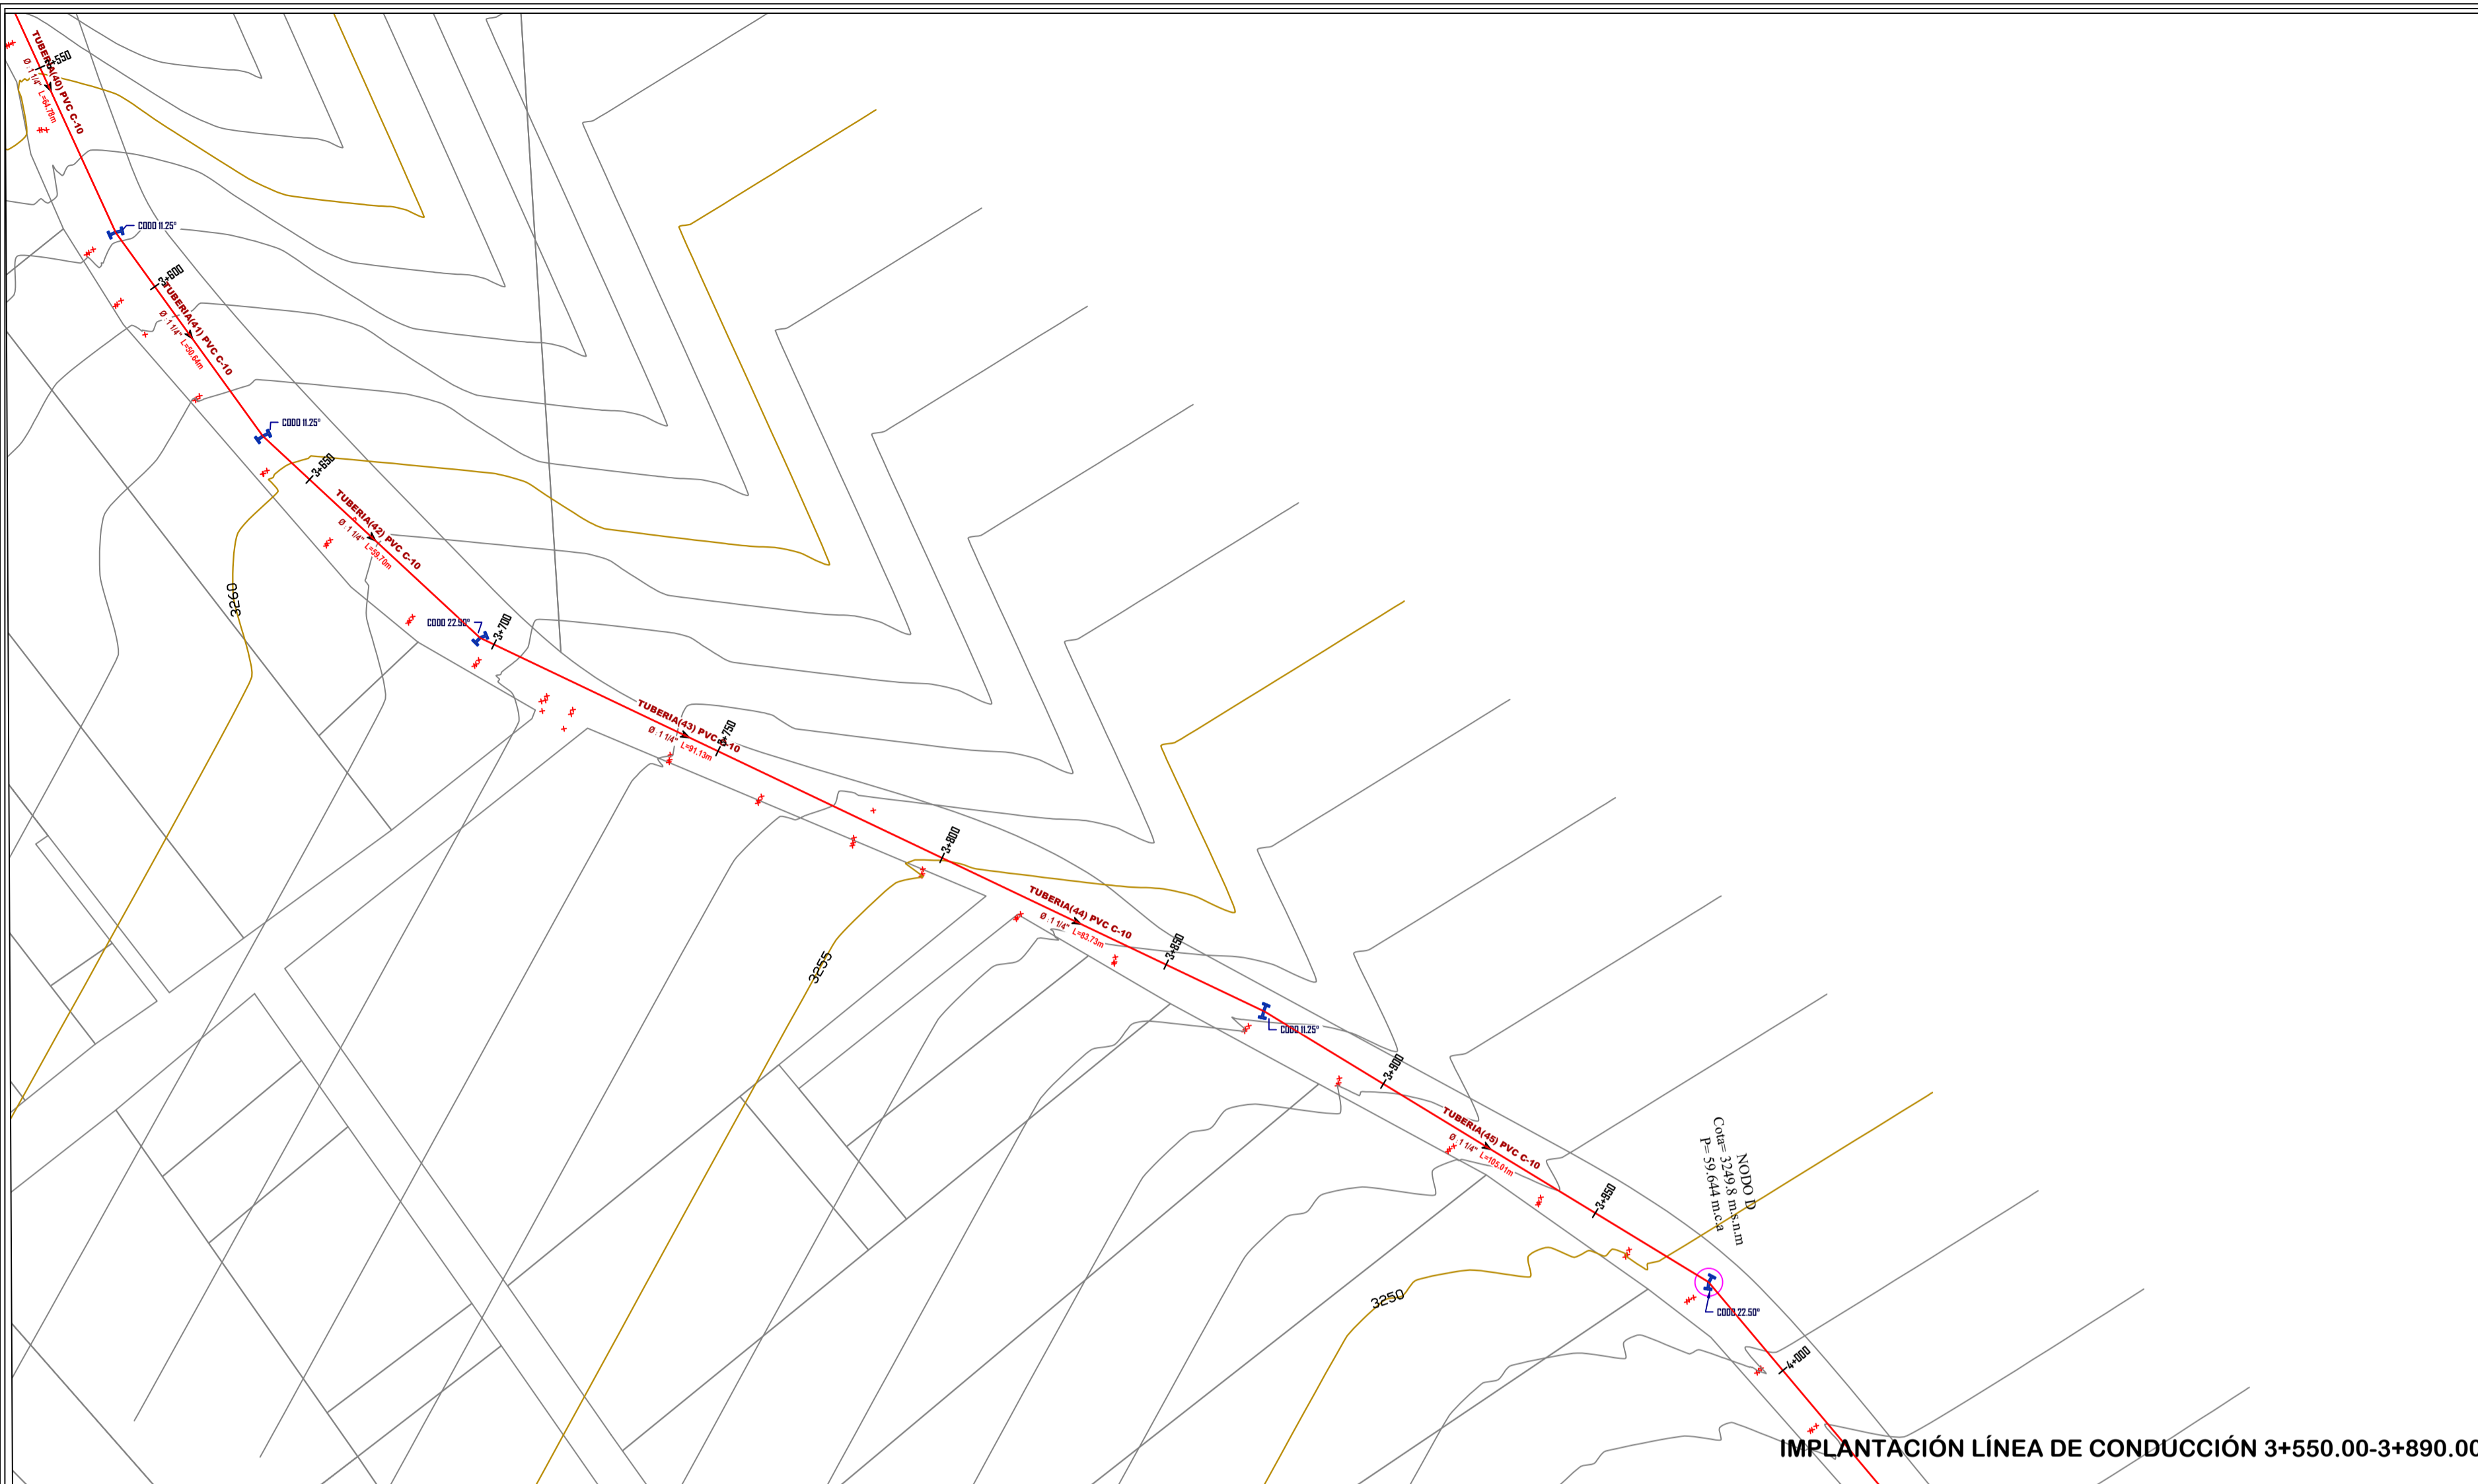 3+550
TUBERIA(40) PVC C-10
Ø :1 1/4" L=64.78m
CODO 11.25°
3+600
TUBERIA(41) PVC C-10
Ø :1 1/4" L=50.64m
CODO 11.25°
3+650
TUBERIA(42) PVC C-10
Ø :1 1/4" L=59.70m
3260
CODO 22.50°
3+700
TUBERIA(43) PVC C-10
Ø :1 1/4" L=91.13m
3+750
3+800
3255
TUBERIA(44) PVC C-10
Ø :1 1/4" L=83.73m
3+850
CODO 11.25°
3+900
TUBERIA(45) PVC C-10
Ø :1 1/4" L=105.01m
3+950
NODO D
Cota= 3249.8 m.s.n.m
P= 59.644 m.c.a
3250
CODO 22.50°
4+000
IMPLANTACIÓN LÍNEA DE CONDUCCIÓN 3+550.00-3+890.00